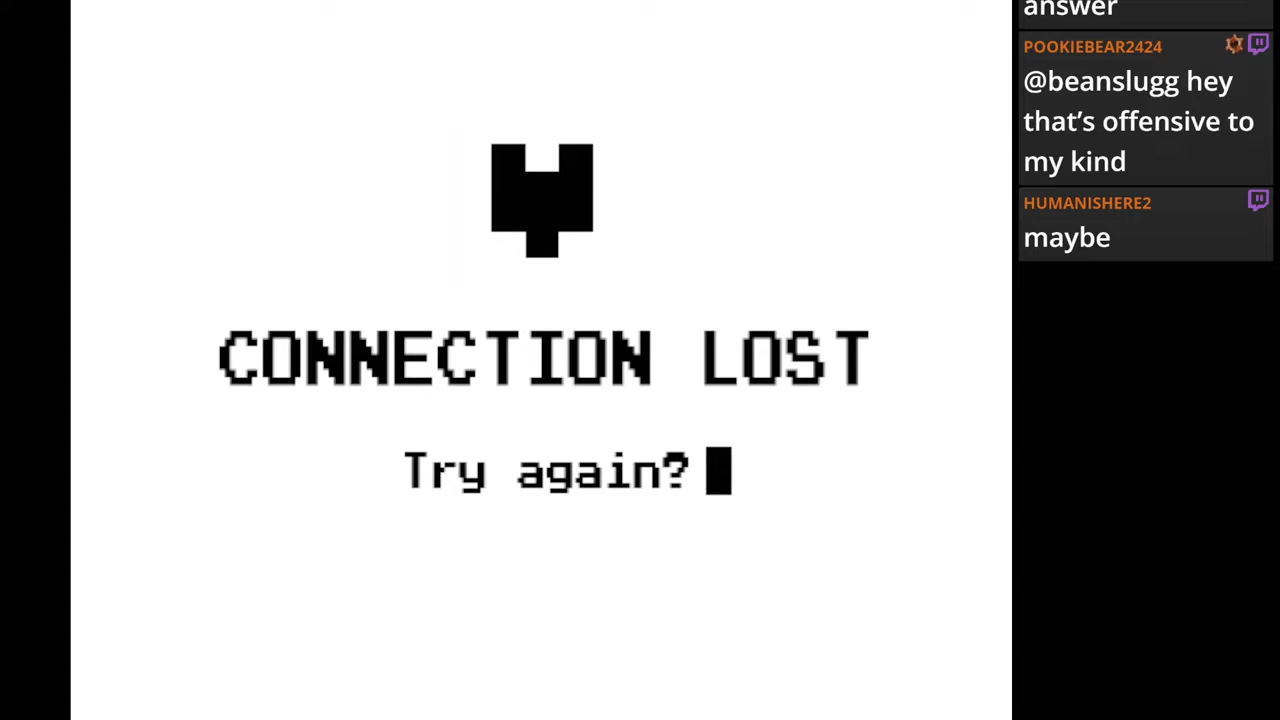 CONNECTION LOST
Try again?
answer
POOKIEBEAR2424
@beanslugg hey
that's offensive to
my kind
HUMANISHERE2
maybe